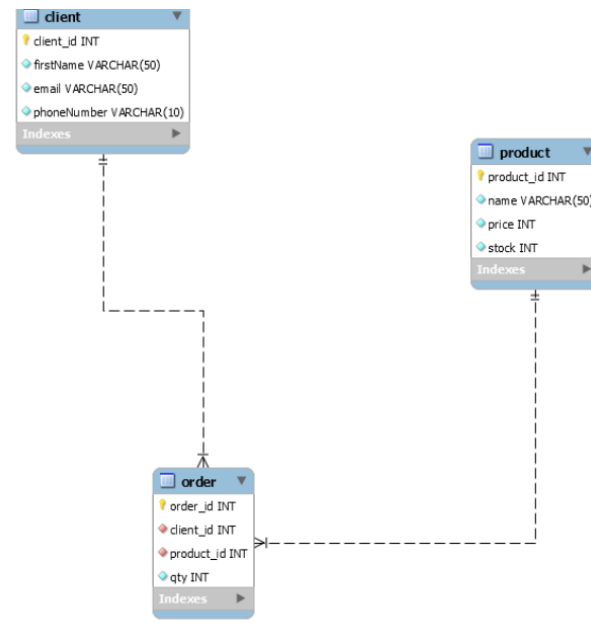 client
client_id INT
firstName VARCHAR(50)
email VARCHAR(50)
phoneNumber VARCHAR(10)
Indexes
product
product_id INT
name VARCHAR(50)
price INT
stock INT
Indexes
order
order_id INT
client_id INT
product_id INT
qty INT
Indexes